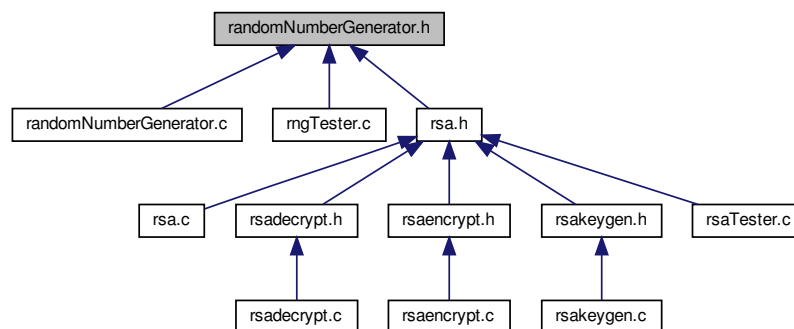 randomNumberGenerator.h
randomNumberGenerator.c rngTester.c rsa.h
rsa.c rsadecrypt.h rsaencrypt.h rsakeygen.h rsaTester.c
rsadecrypt.c rsaencrypt.c rsakeygen.c